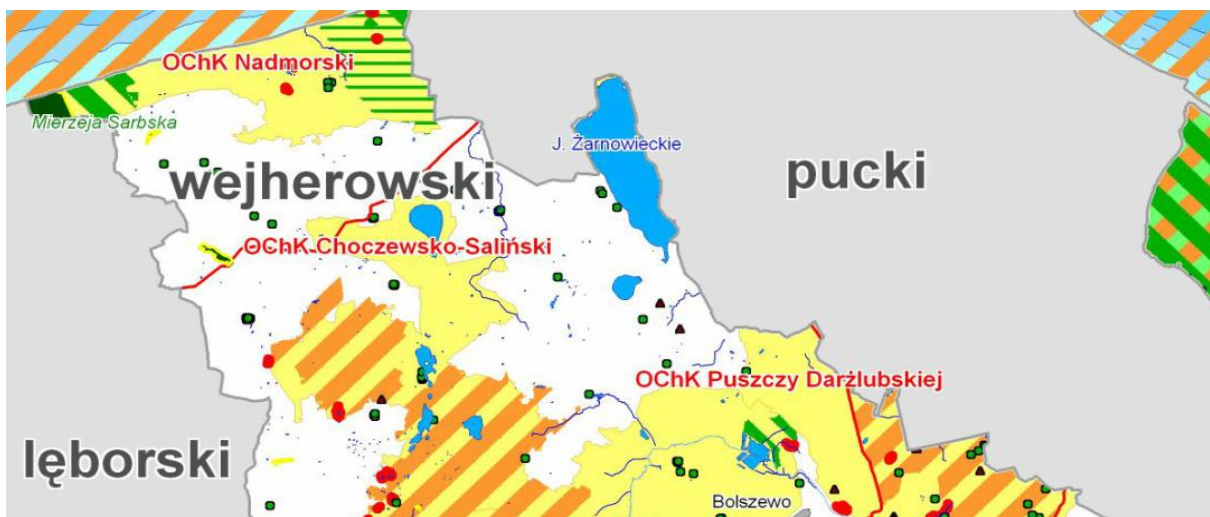 OChK Nadmorski
Mierzeja Sarbska
J. Żarnowieckie
wejherowski
pucki
OChK Choczewsko-Saliński
OChK Puszczy Darżlubskiej
lęborski
Bolszewo